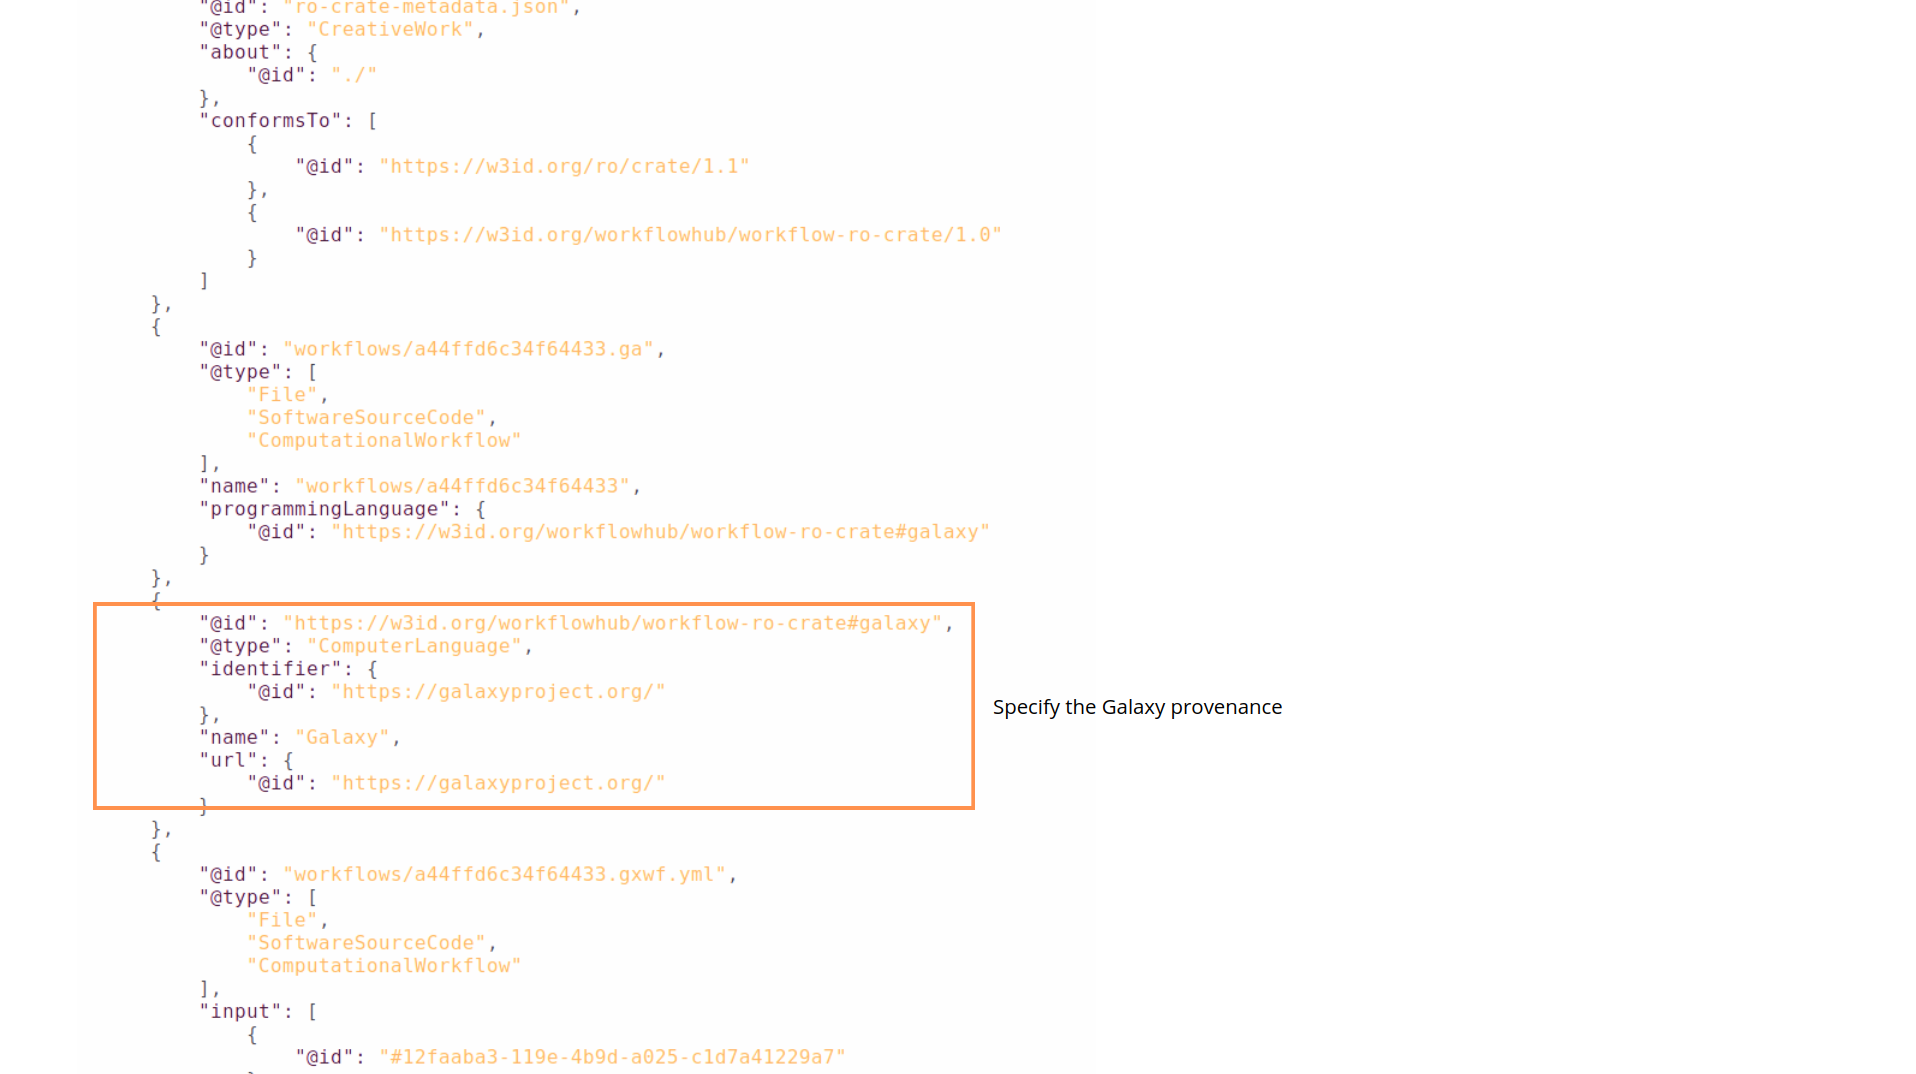 "@id": "ro-crate-metadata.json",
"@type": "CreativeWork",
"about": {
"@id": "./"
},
"conformsTo": [
{
"@id": "https://w3id.org/ro/crate/1.1"
},
{
"@id": "https://w3id.org/workflowhub/workflow-ro-crate/1.0"
}
]
},
{
"@id": "workflows/a44ffd6c34f64433.ga",
"@type": [
"File",
"SoftwareSourceCode",
"ComputationalWorkflow"
],
"name": "workflows/a44ffd6c34f64433",
"programmingLanguage": {
"@id": "https://w3id.org/workflowhub/workflow-ro-crate#galaxy"
}
},
{
"@id": "https://w3id.org/workflowhub/workflow-ro-crate#galaxy",
"@type": "ComputerLanguage",
"identifier": {
"@id": "https://galaxyproject.org/"
},
"name": "Galaxy",
"url": {
"@id": "https://galaxyproject.org/"
}
},
Specify the Galaxy provenance
{
"@id": "workflows/a44ffd6c34f64433.gxwf.yml",
"@type": [
"File",
"SoftwareSourceCode",
"ComputationalWorkflow"
],
"input": [
{
"@id": "#12faaba3-119e-4b9d-a025-c1d7a41229a7"